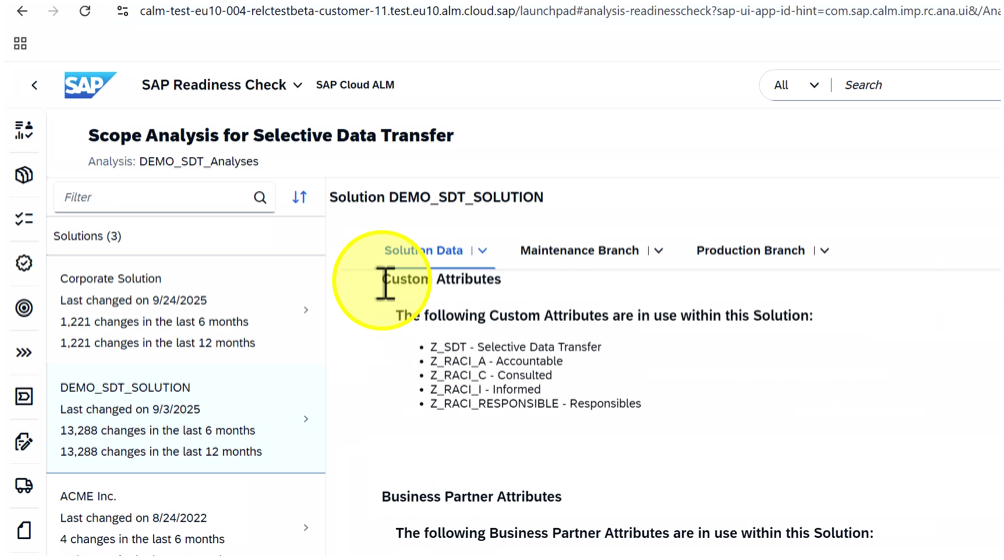 calm-test-eu10-004-relctestbeta-customer-11.test.eu10.alm.cloud.sap/launchpad#analysis-readinesscheck?sap-ui-app-id-hint=com.sap.calm.imp.rc.ana.ui&/Ana
SAP SAP Readiness Check SAP Cloud ALM All Search
Scope Analysis for Selective Data Transfer
Analysis: DEMO_SDT_Analyses
Filter
Solutions (3)
Corporate Solution
Last changed on 9/24/2025
1,221 changes in the last 6 months
1,221 changes in the last 12 months
DEMO_SDT_SOLUTION
Last changed on 9/3/2025
13,288 changes in the last 6 months
13,288 changes in the last 12 months
ACME Inc.
Last changed on 8/24/2022
4 changes in the last 6 months
Solution DEMO_SDT_SOLUTION
Solution Data Maintenance Branch Production Branch
Custom Attributes
The following Custom Attributes are in use within this Solution:
• Z_SDT - Selective Data Transfer
• Z_RACI_A - Accountable
• Z_RACI_C - Consulted
• Z_RACI_I - Informed
• Z_RACI_RESPONSIBLE - Responsibles
Business Partner Attributes
The following Business Partner Attributes are in use within this Solution: